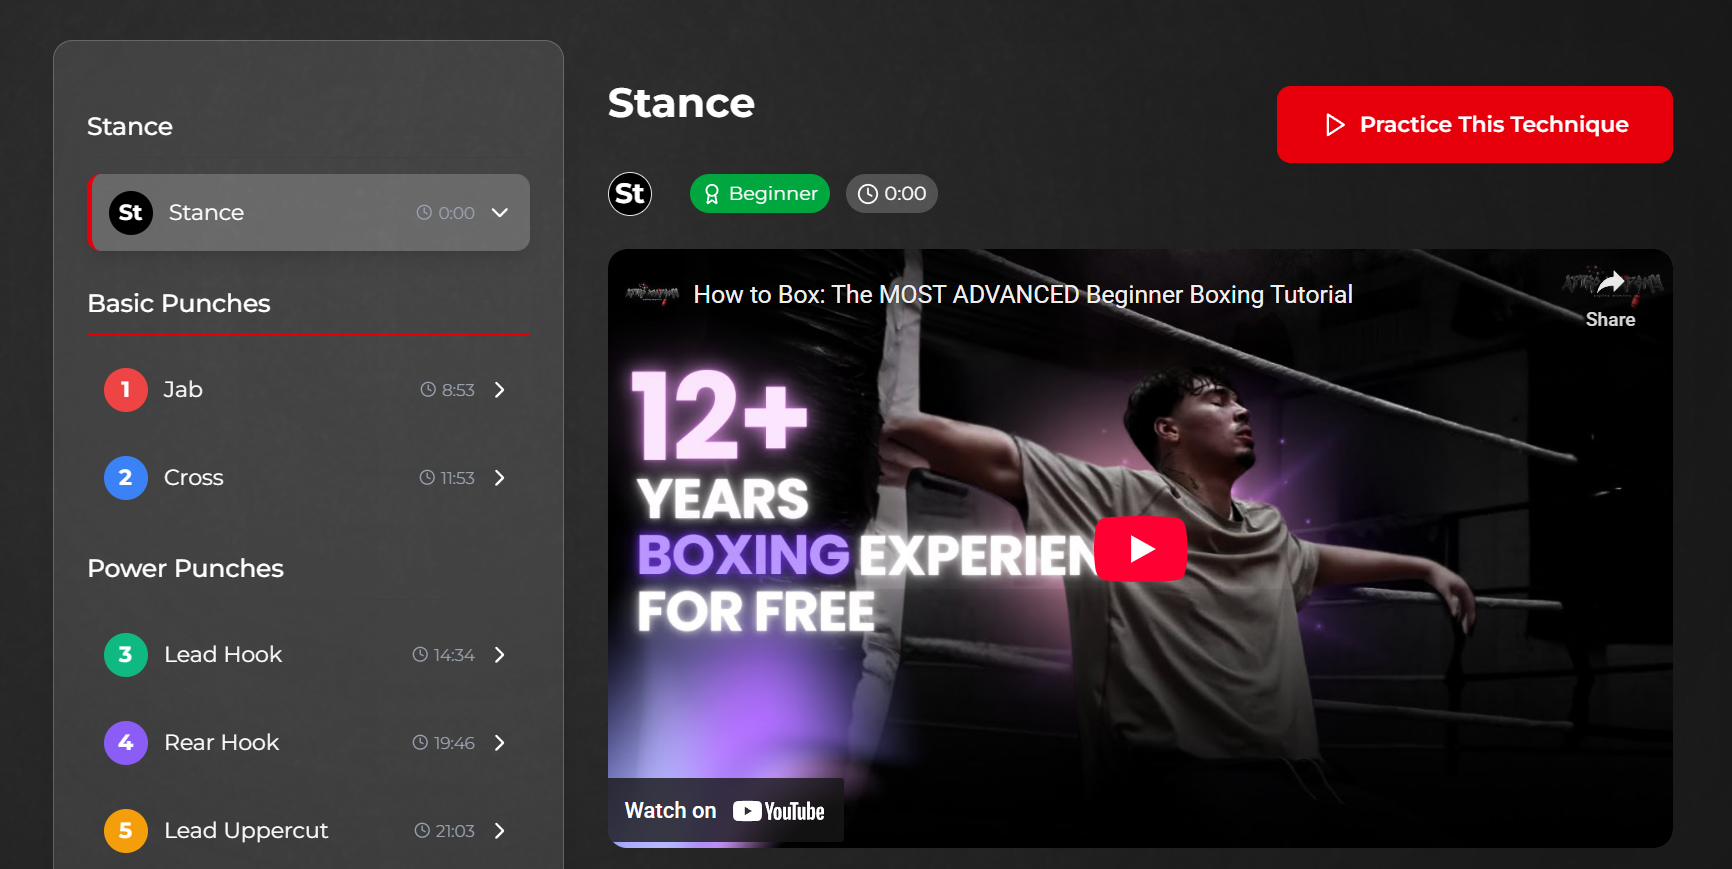 Stance
St Stance 0:00
Basic Punches
1 Jab 8:53
2 Cross 11:53
Power Punches
3 Lead Hook 14:34
4 Rear Hook 19:46
5 Lead Uppercut 21:03
Stance
Practice This Technique
St Beginner 0:00
How to Box: The MOST ADVANCED Beginner Boxing Tutorial
Share
12+
YEARS
BOXING EXPERIEN
FOR FREE
Watch on YouTube